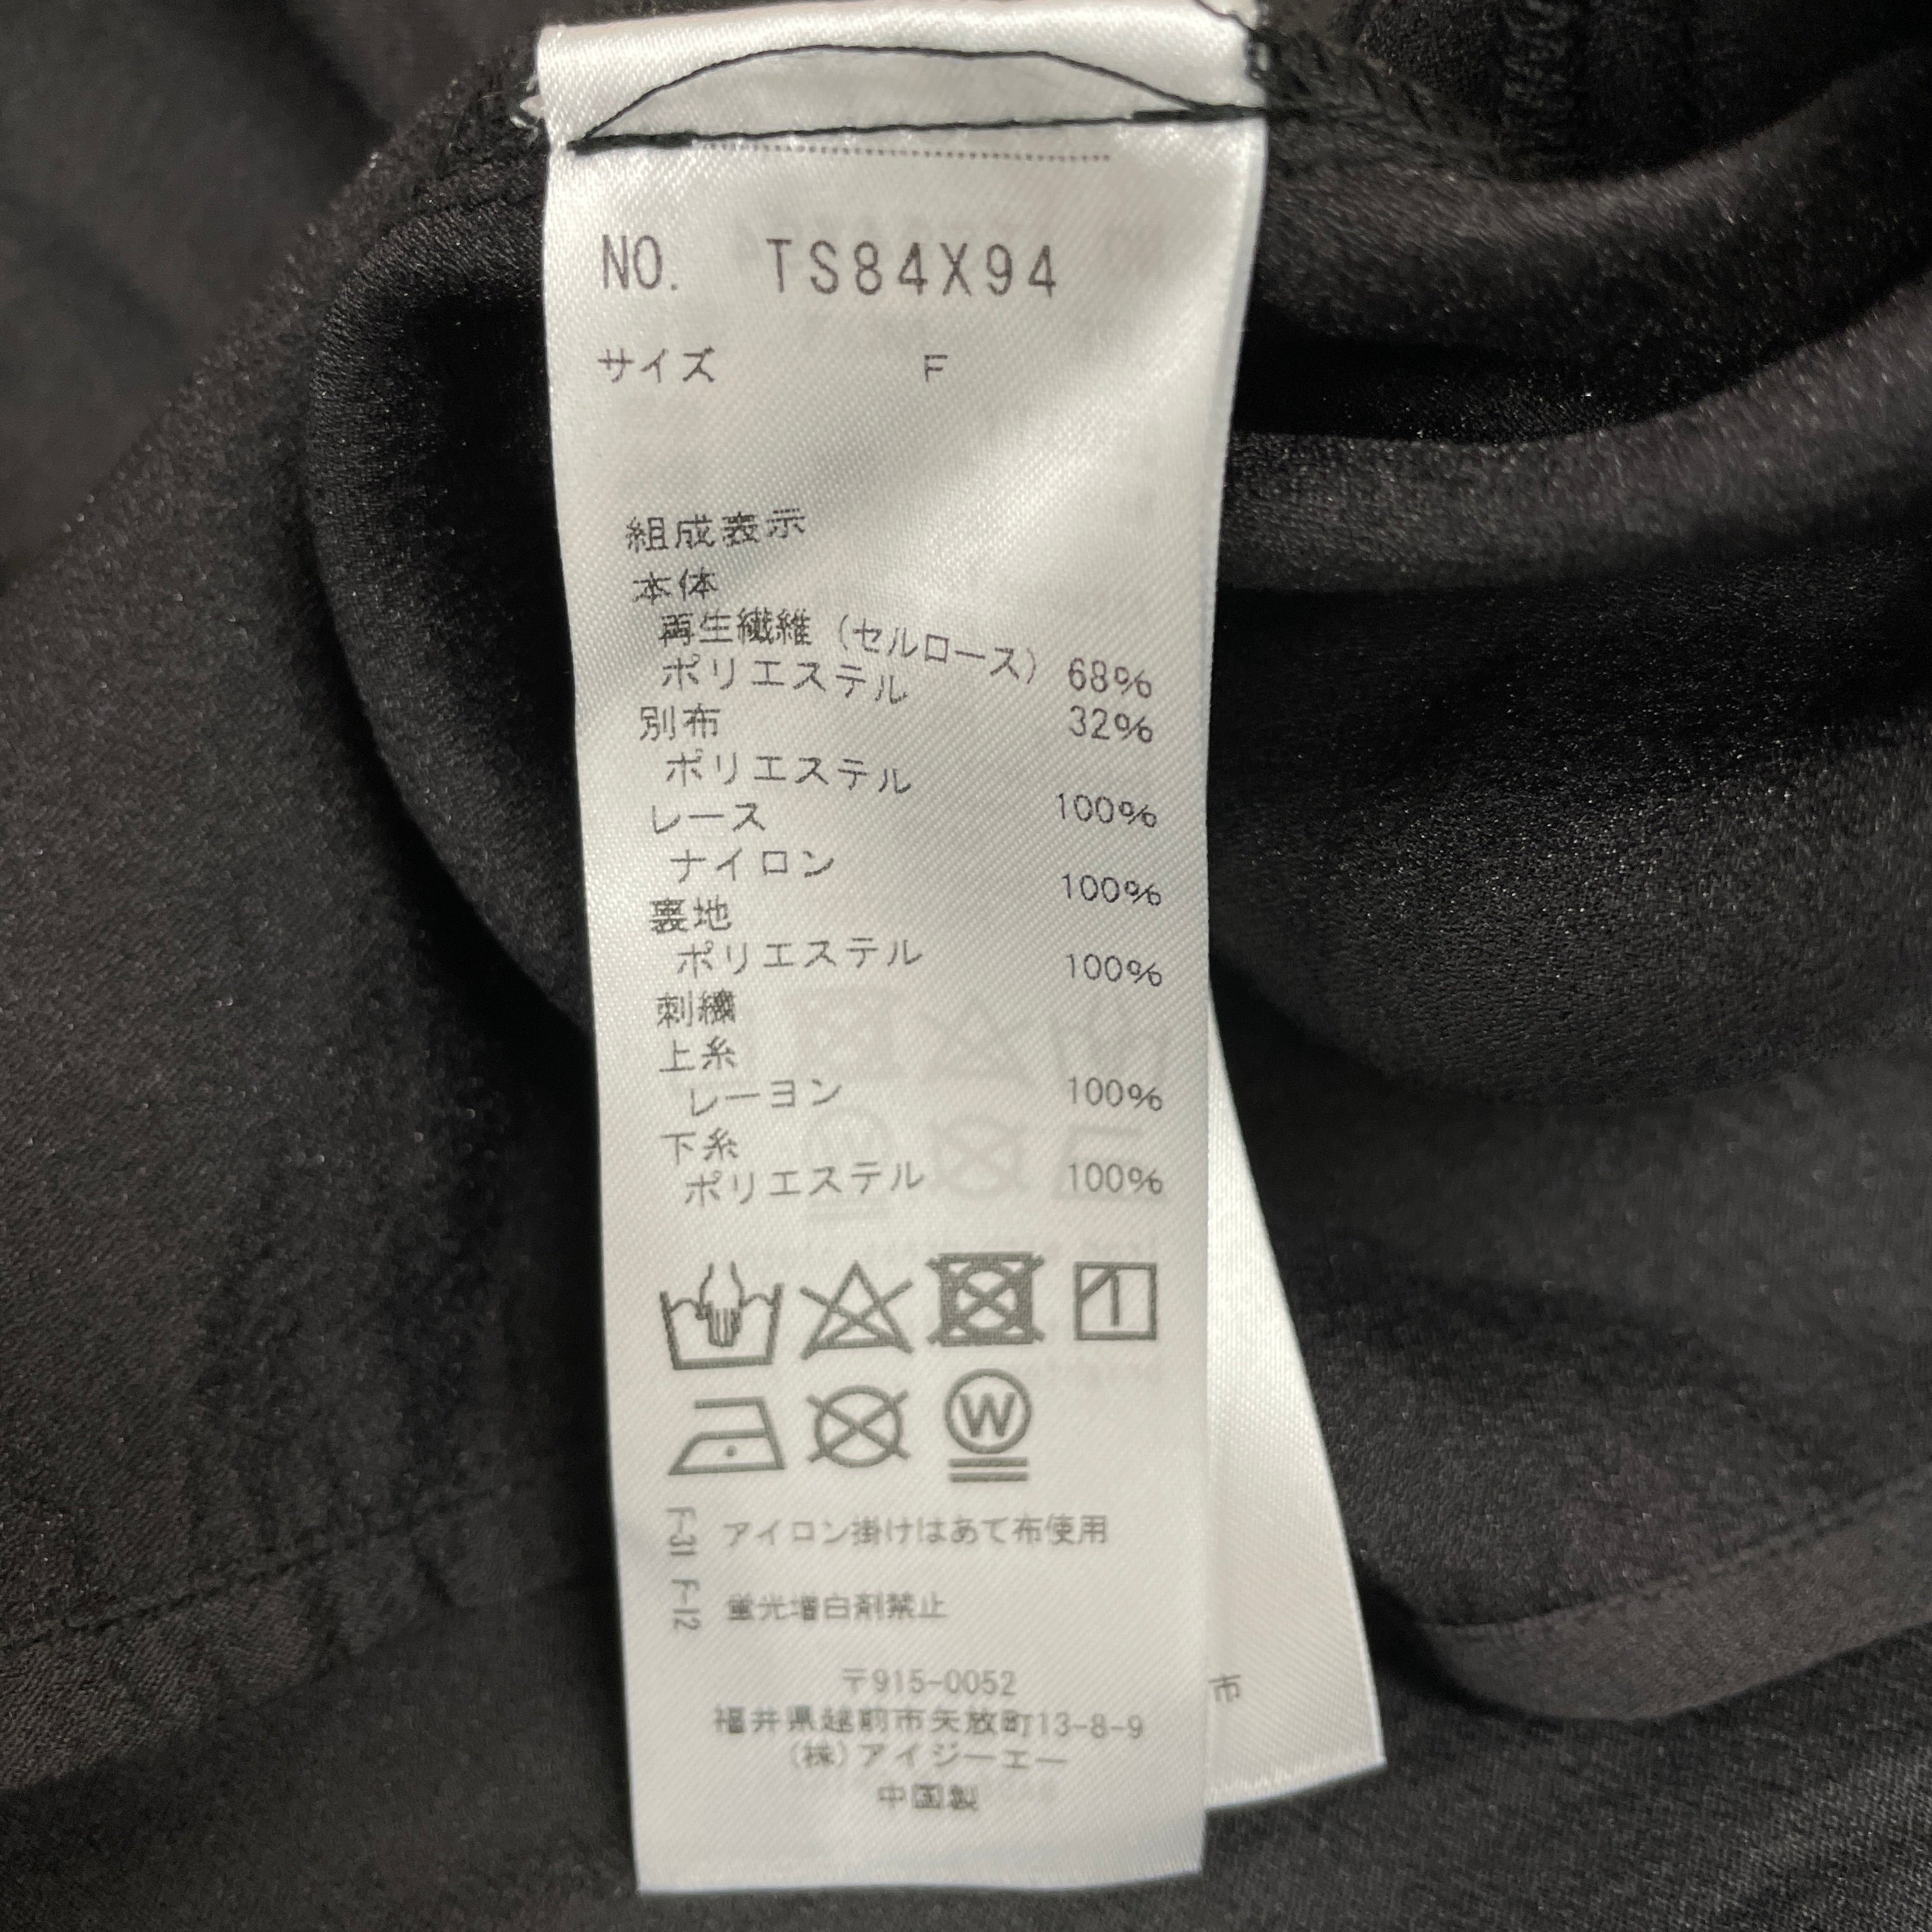 NO. TS84X94
サイズ F
組成表示
本体
再生繊維(セルロース) 68%
ポリエステル 32%
別布
ポリエステル 100%
レース
ナイロン 100%
裏地
ポリエステル 100%
刺繍
上糸
レーヨン 100%
下糸
ポリエステル 100%
W
F-31 アイロン掛けはあて布使用
F-12 蛍光増白剤禁止
〒915-0052
福井県越前市矢放町13-8-9
(株)アイジーエー
中国製
市